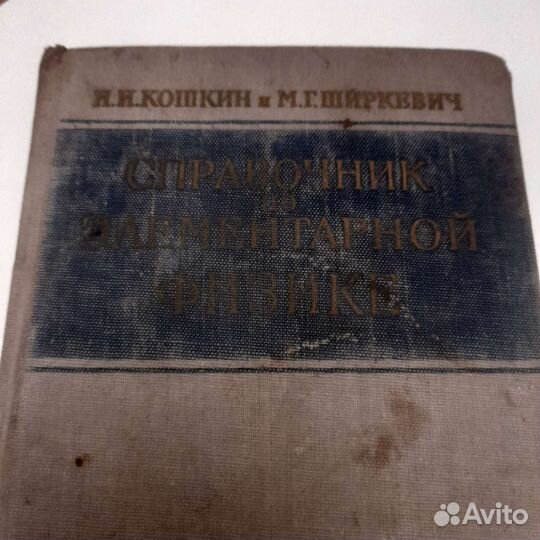 Н.И.КОШКИН и М.Г.ШИРКЕВИЧ
СПРАВОЧНИК
ПО
ЭЛЕМЕНТАРНОЙ
ФИЗИКЕ
Avito